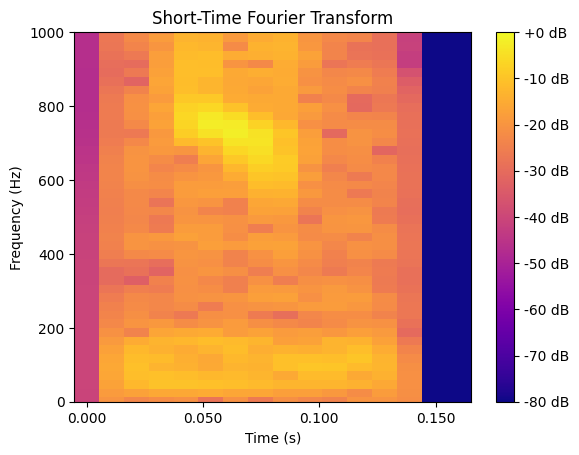 Short-Time Fourier Transform
1000
800
600
400
200
0
Frequency (Hz)
0.000
0.050
0.100
0.150
Time (s)
+0 dB
-10 dB
-20 dB
-30 dB
-40 dB
-50 dB
-60 dB
-70 dB
-80 dB